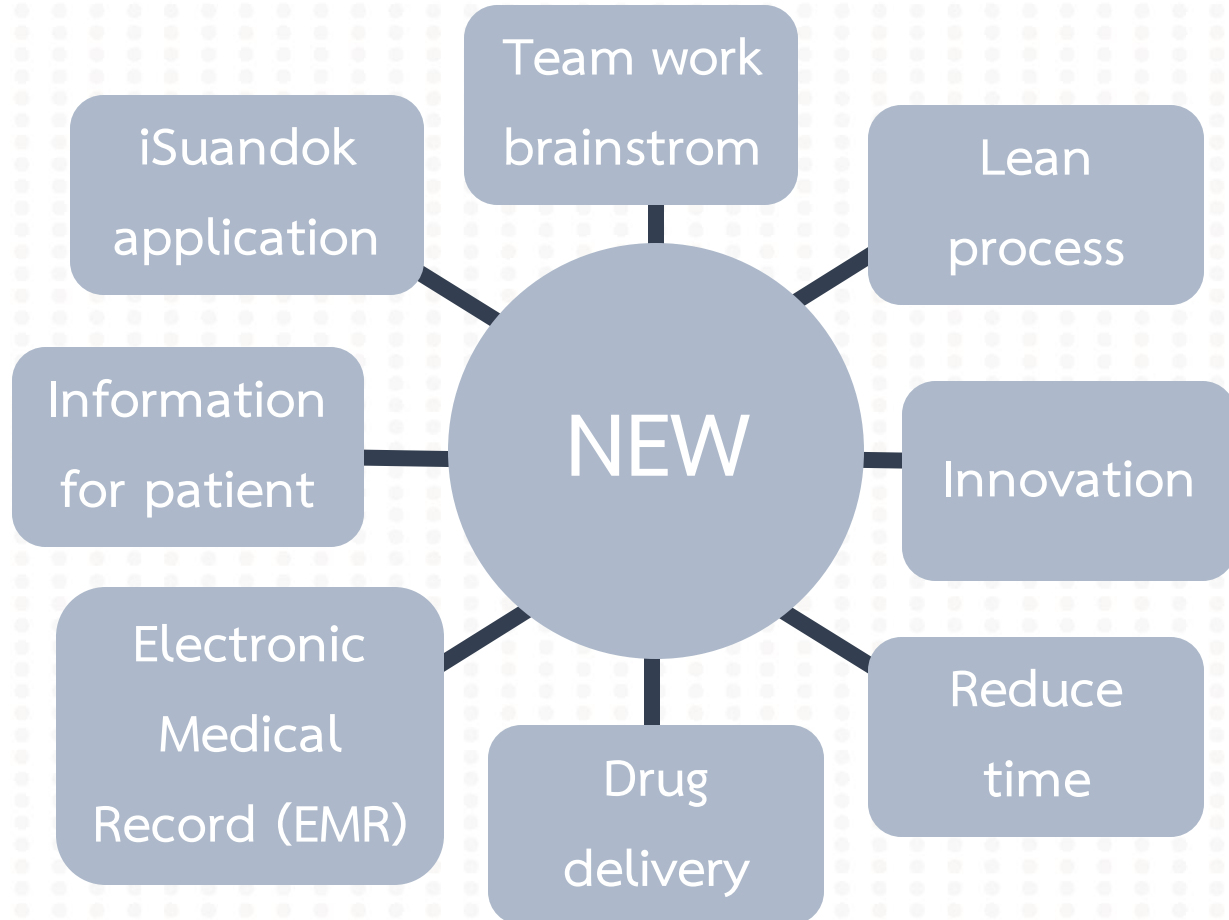 Team work
brainstrom
iSuandok
application
Lean
process
Information
for patient
NEW
Innovation
Electronic
Medical
Record (EMR)
Reduce
time
Drug
delivery